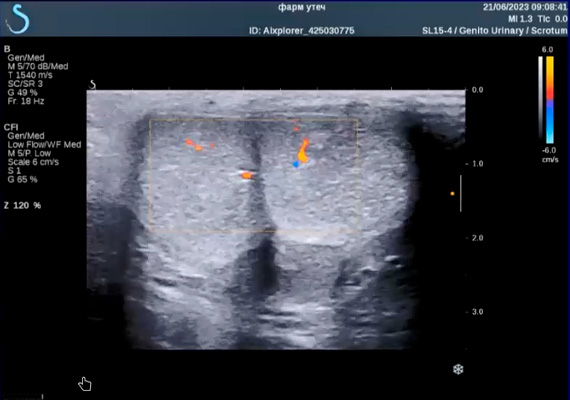 фарм утеч
21/06/2023 09:08:41
MI 1.3 TIc 0.0
ID: Aixplorer_425030775
SL15-4 / Genito Urinary / Scrotum
B
Gen/Med
M 5/70 dB/Med
T 1540 m/s
SC/SR 3
G 49 %
Fr. 18 Hz
CFI
Gen/Med
Low Flow/WF Med
M 5/P. Low
Scale 6 cm/s
S 1
G 65 %
Z 120 %
6.0
-6.0
cm/s
0.0
1.0
2.0
3.0